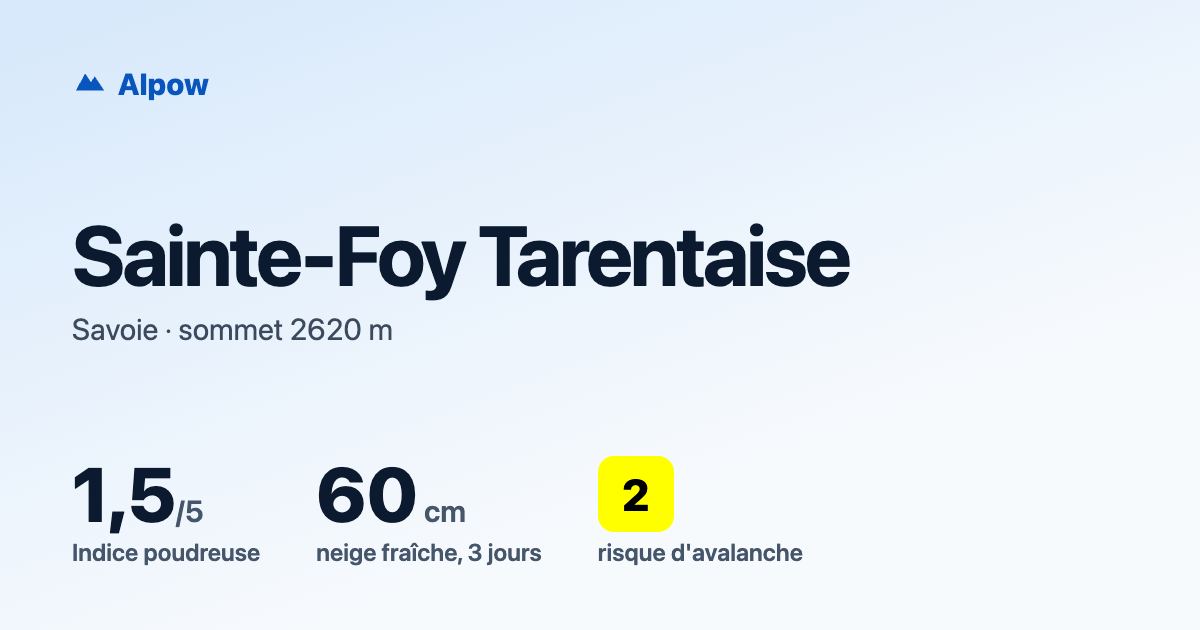 Alpow
Sainte-Foy Tarentaise
Savoie · sommet 2620 m
1,5/5
Indice poudreuse
60 cm
neige fraîche, 3 jours
2
risque d'avalanche